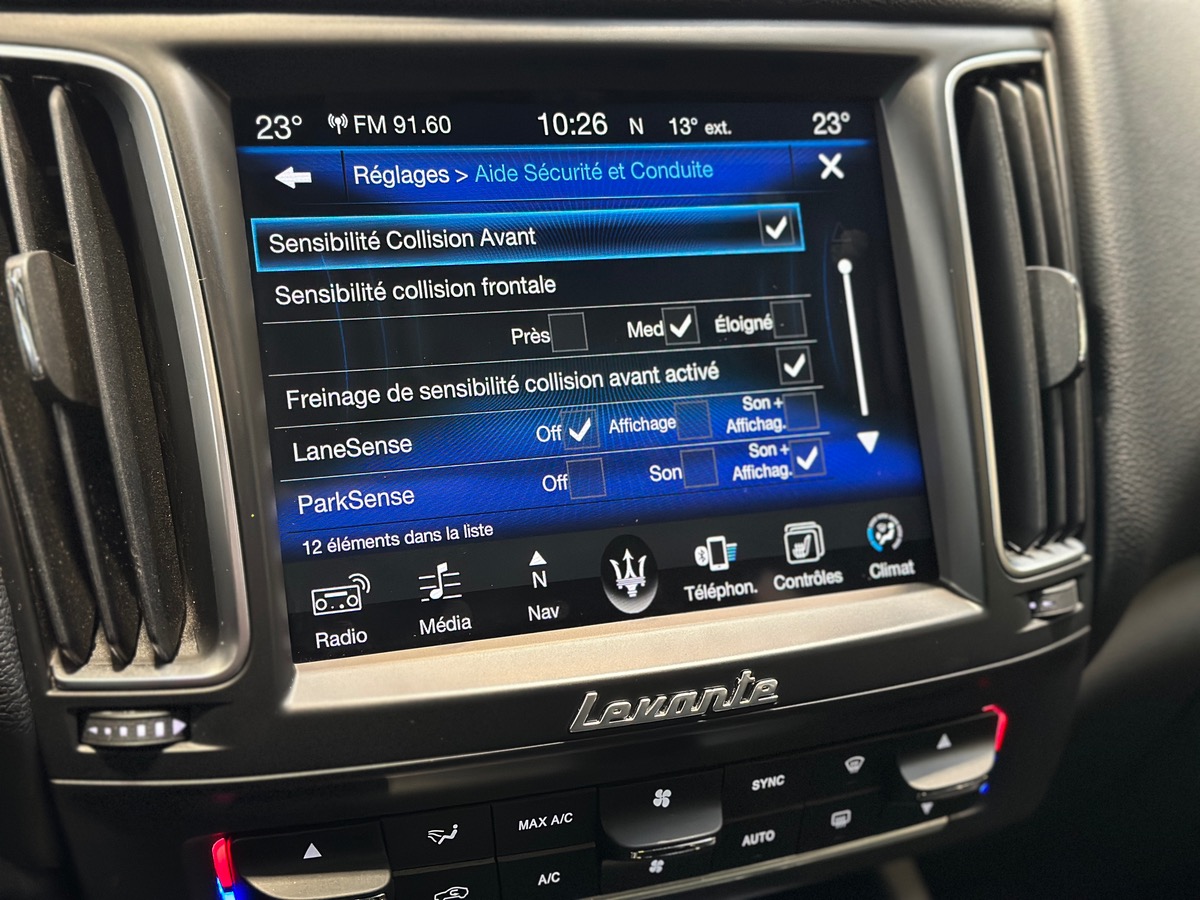 23° FM 91.60 10:26 N 13° ext. 23°
Réglages > Aide Sécurité et Conduite
Sensibilité Collision Avant
Sensibilité collision frontale
Près Med Éloigné
Freinage de sensibilité collision avant activé
LaneSense Off Affichage Son + Affichag.
ParkSense Off Son Son + Affichag.
12 éléments dans la liste
N
Radio Média Nav Téléphon. Contrôles Climat
Levante
MAX A/C SYNC
A/C AUTO